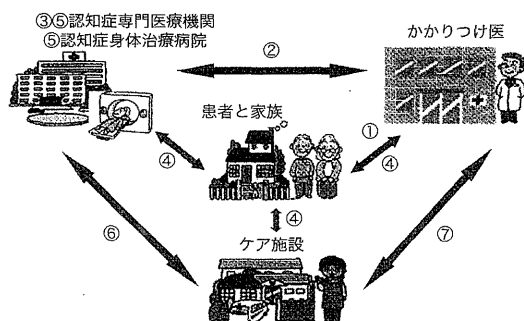 ③⑤認知症専門医療機関
⑤認知症身体治療病院
②
かかりつけ医
患者と家族
①
④
④
④
ケア施設
⑥
⑦